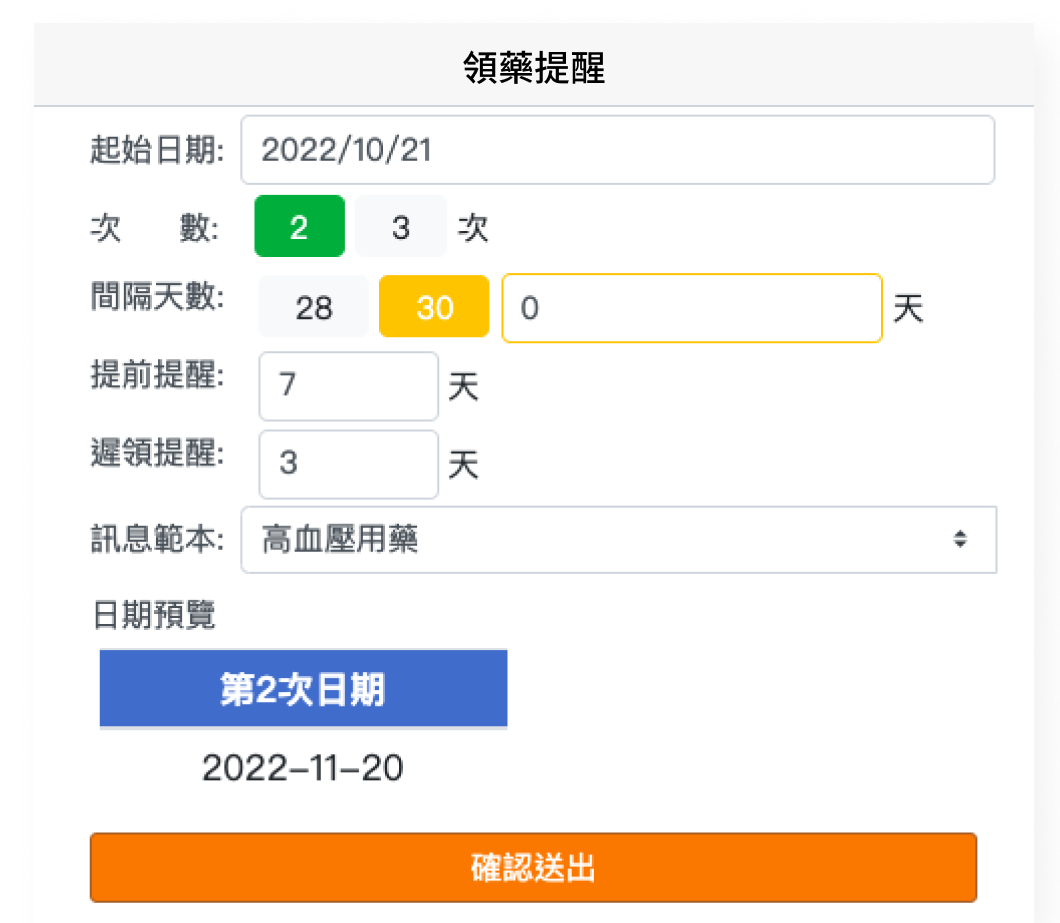 領藥提醒
起始日期: 2022/10/21
次 數: 2 3 次
間隔天數: 28 30 0 天
提前提醒: 7 天
遲領提醒: 3 天
訊息範本: 高血壓用藥
日期預覽
第2次日期
2022–11–20
確認送出